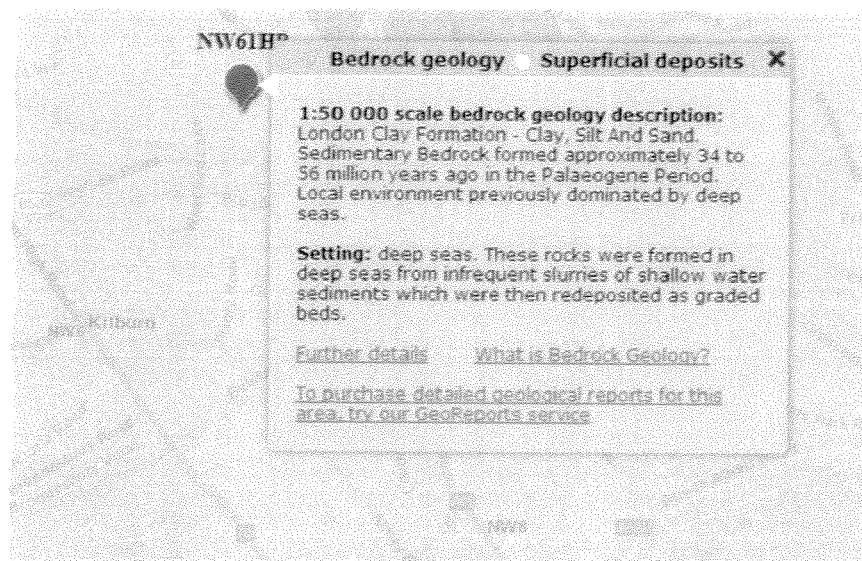 NW61H
Bedrock geology Superficial deposits X
1:50 000 scale bedrock geology description:
London Clay Formation - Clay, Silt And Sand.
Sedimentary Bedrock formed approximately 34 to
56 million years ago in the Palaeogene Period.
Local environment previously dominated by deep
seas.
Setting: deep seas. These rocks were formed in
deep seas from infrequent slurries of shallow water
sediments which were then redeposited as graded
beds.
Further details What is Bedrock Geology?
To purchase detailed geological reports for this
area, try our GeoReports service
Kilburn
NW8